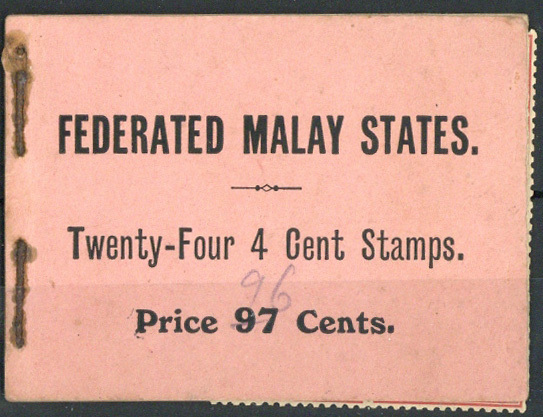 FEDERATED MALAY STATES.
Twenty-Four 4 Cent Stamps.
96
Price 97 Cents.